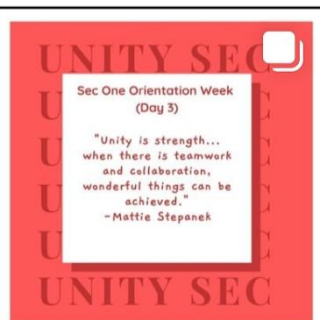 UNITY SEC
Sec One Orientation Week
(Day 3)
"Unity is strength...
when there is teamwork
and collaboration,
wonderful things can be
achieved."
-Mattie Stepanek
UNITY SEC